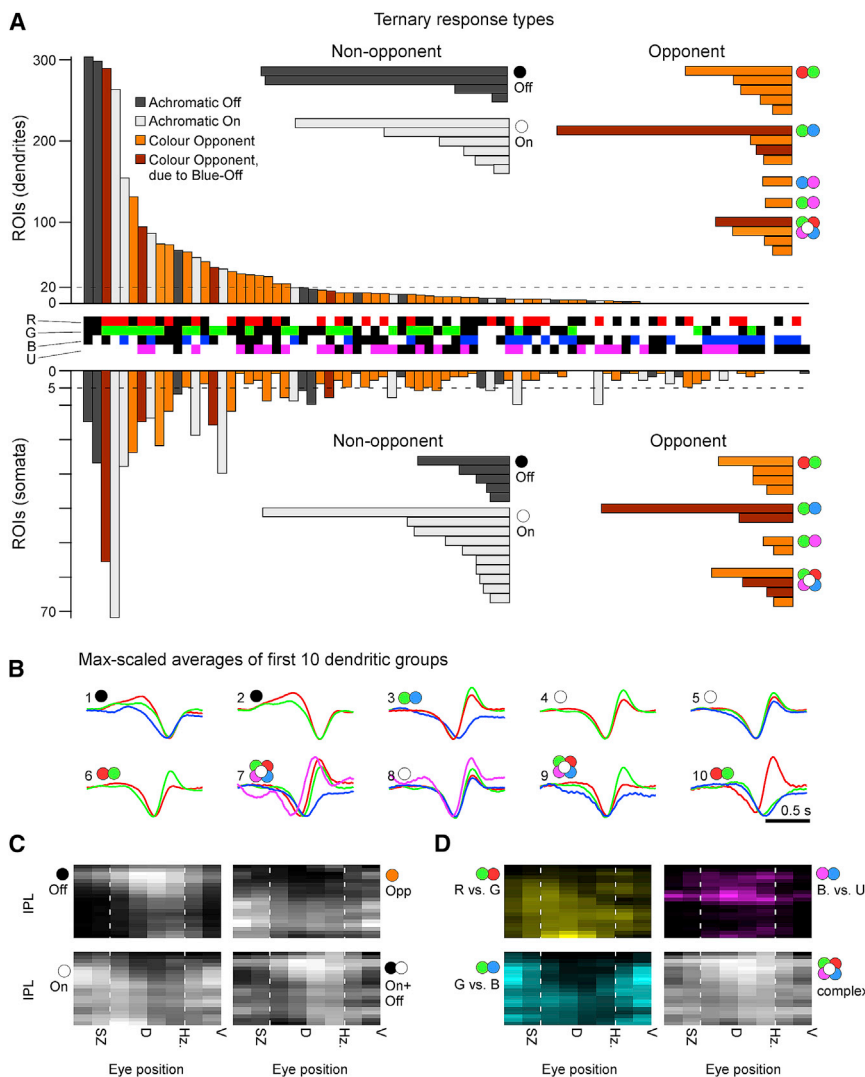 A
Ternary response types
Non-opponent
Opponent
300
200
100
20
0
ROIs (dendrites)
Achromatic Off
Achromatic On
Colour Opponent
Colour Opponent,
due to Blue-Off
Off
On
R
G
B
U
0
5
70
ROIs (somata)
Non-opponent
Opponent
Off
On
B
Max-scaled averages of first 10 dendritic groups
1
2
3
4
5
6
7
8
9
10
0.5 s
C
D
Off
IPL
Opp
R vs. G
B. vs. U
On
IPL
On+
Off
G vs. B
complex
SZ
D
Hz.
V
SZ
D
Hz.
V
SZ
D
Hz.
V
SZ
D
Hz.
V
Eye position
Eye position
Eye position
Eye position